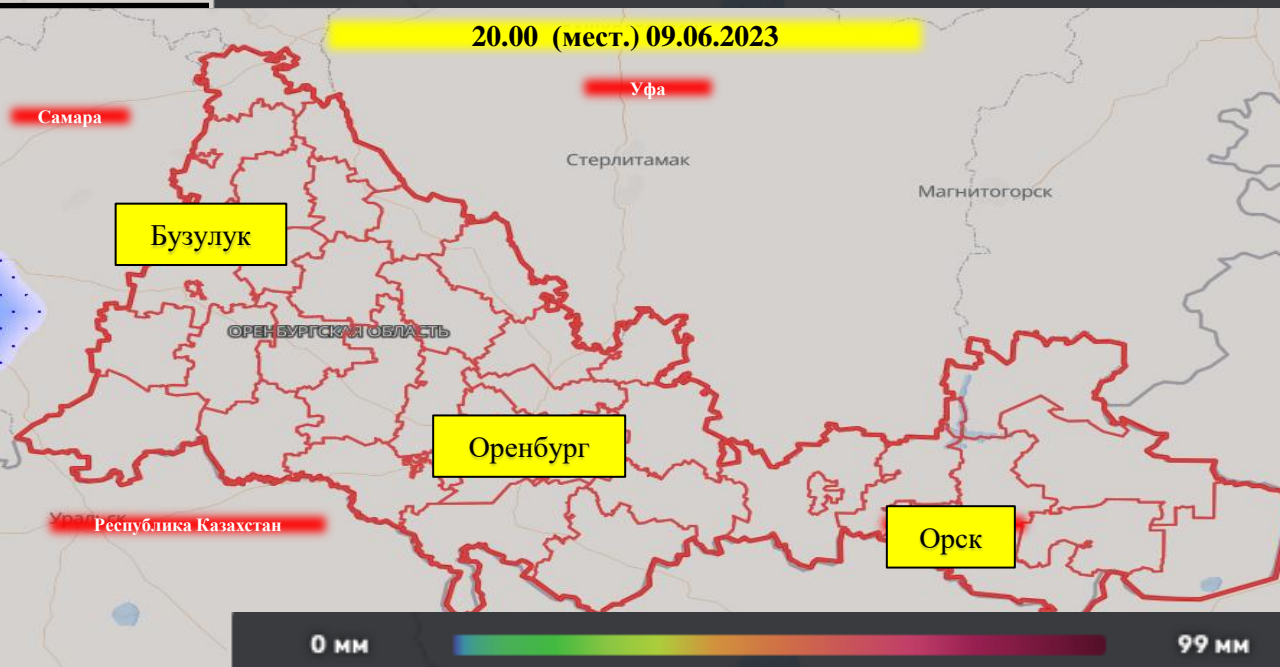 20.00 (мест.) 09.06.2023
Уфа
Самара
Стерлитамак
Магнитогорск
Бузулук
ОРЕНБУРГСКАЯ ОБЛАСТЬ
Оренбург
Уральск
Республика Казахстан
Орск
0 мм
99 мм